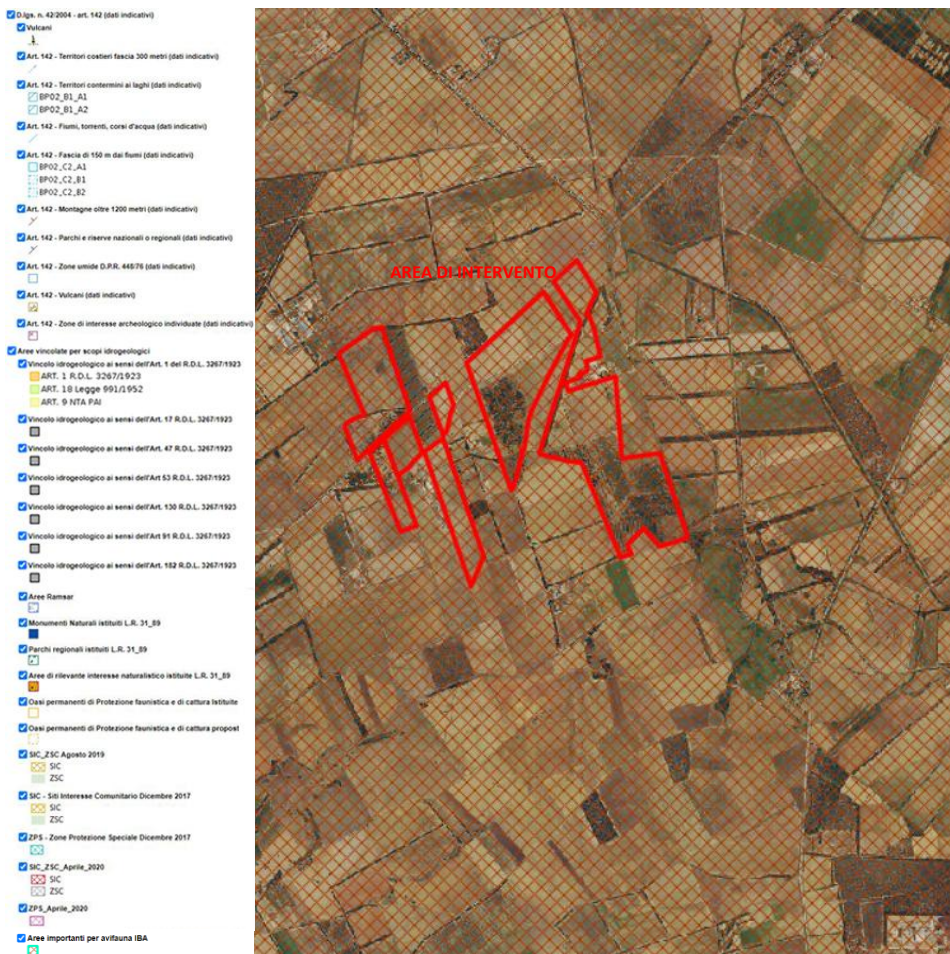 D.lgs. n. 42/2004 - art. 142 (dati indicativi)
Vulcani
Art. 142 - Territori costieri fascia 300 metri (dati indicativi)
Art. 142 - Territori contermini ai laghi (dati indicativi)
BP02_B1_A1
BP02_B1_A2
Art. 142 - Fiumi, torrenti, corsi d'acqua (dati indicativi)
Art. 142 - Fascia di 150 m dai fiumi (dati indicativi)
BP02_C2_A1
BP02_C2_B1
BP02_C2_B2
Art. 142 - Montagne oltre 1200 metri (dati indicativi)
Art. 142 - Parchi e riserve nazionali o regionali (dati indicativi)
Art. 142 - Zone umide D.P.R. 448/76 (dati indicativi)
Art. 142 - Vulcani (dati indicativi)
Art. 142 - Zone di interesse archeologico individuate (dati indicativi)
Aree vincolate per scopi idrogeologici
Vincolo idrogeologico ai sensi dell'Art. 1 del R.D.L. 3267/1923
ART. 1 R.D.L. 3267/1923
ART. 18 Legge 991/1952
ART. 9 NTA PAI
Vincolo idrogeologico ai sensi dell'Art. 17 R.D.L. 3267/1923
Vincolo idrogeologico ai sensi dell'Art. 47 R.D.L. 3267/1923
Vincolo idrogeologico ai sensi dell'Art 53 R.D.L. 3267/1923
Vincolo idrogeologico ai sensi dell'Art. 130 R.D.L. 3267/1923
Vincolo idrogeologico ai sensi dell'Art 91 R.D.L. 3267/1923
Vincolo idrogeologico ai sensi dell'Art. 182 R.D.L. 3267/1923
Aree Ramsar
Monumenti Naturali istituiti L.R. 31_89
Parchi regionali istituiti L.R. 31_89
Aree di rilevante interesse naturalistico istituite L.R. 31_89
Oasi permanenti di Protezione faunistica e di cattura Istituite
Oasi permanenti di Protezione faunistica e di cattura propost
SIC_ZSC Agosto 2019
SIC
ZSC
SIC - Siti Interesse Comunitario Dicembre 2017
SIC
ZSC
ZPS - Zone Protezione Speciale Dicembre 2017
SIC_ZSC_Aprile_2020
SIC
ZSC
ZPS_Aprile_2020
Aree importanti per avifauna IBA
AREA DI INTERVENTO